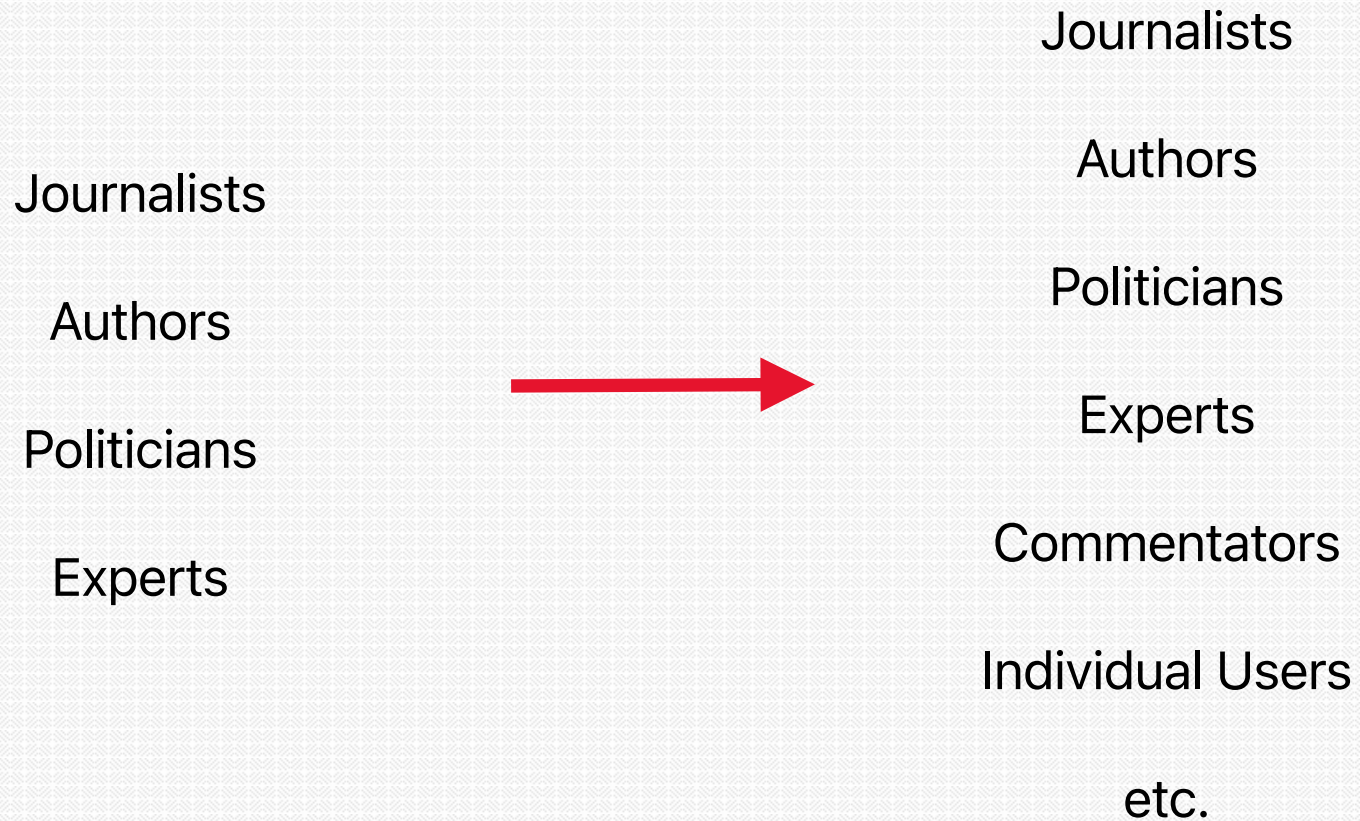 Journalists
Authors
Politicians
Experts
Journalists
Authors
Politicians
Experts
Commentators
Individual Users
etc.